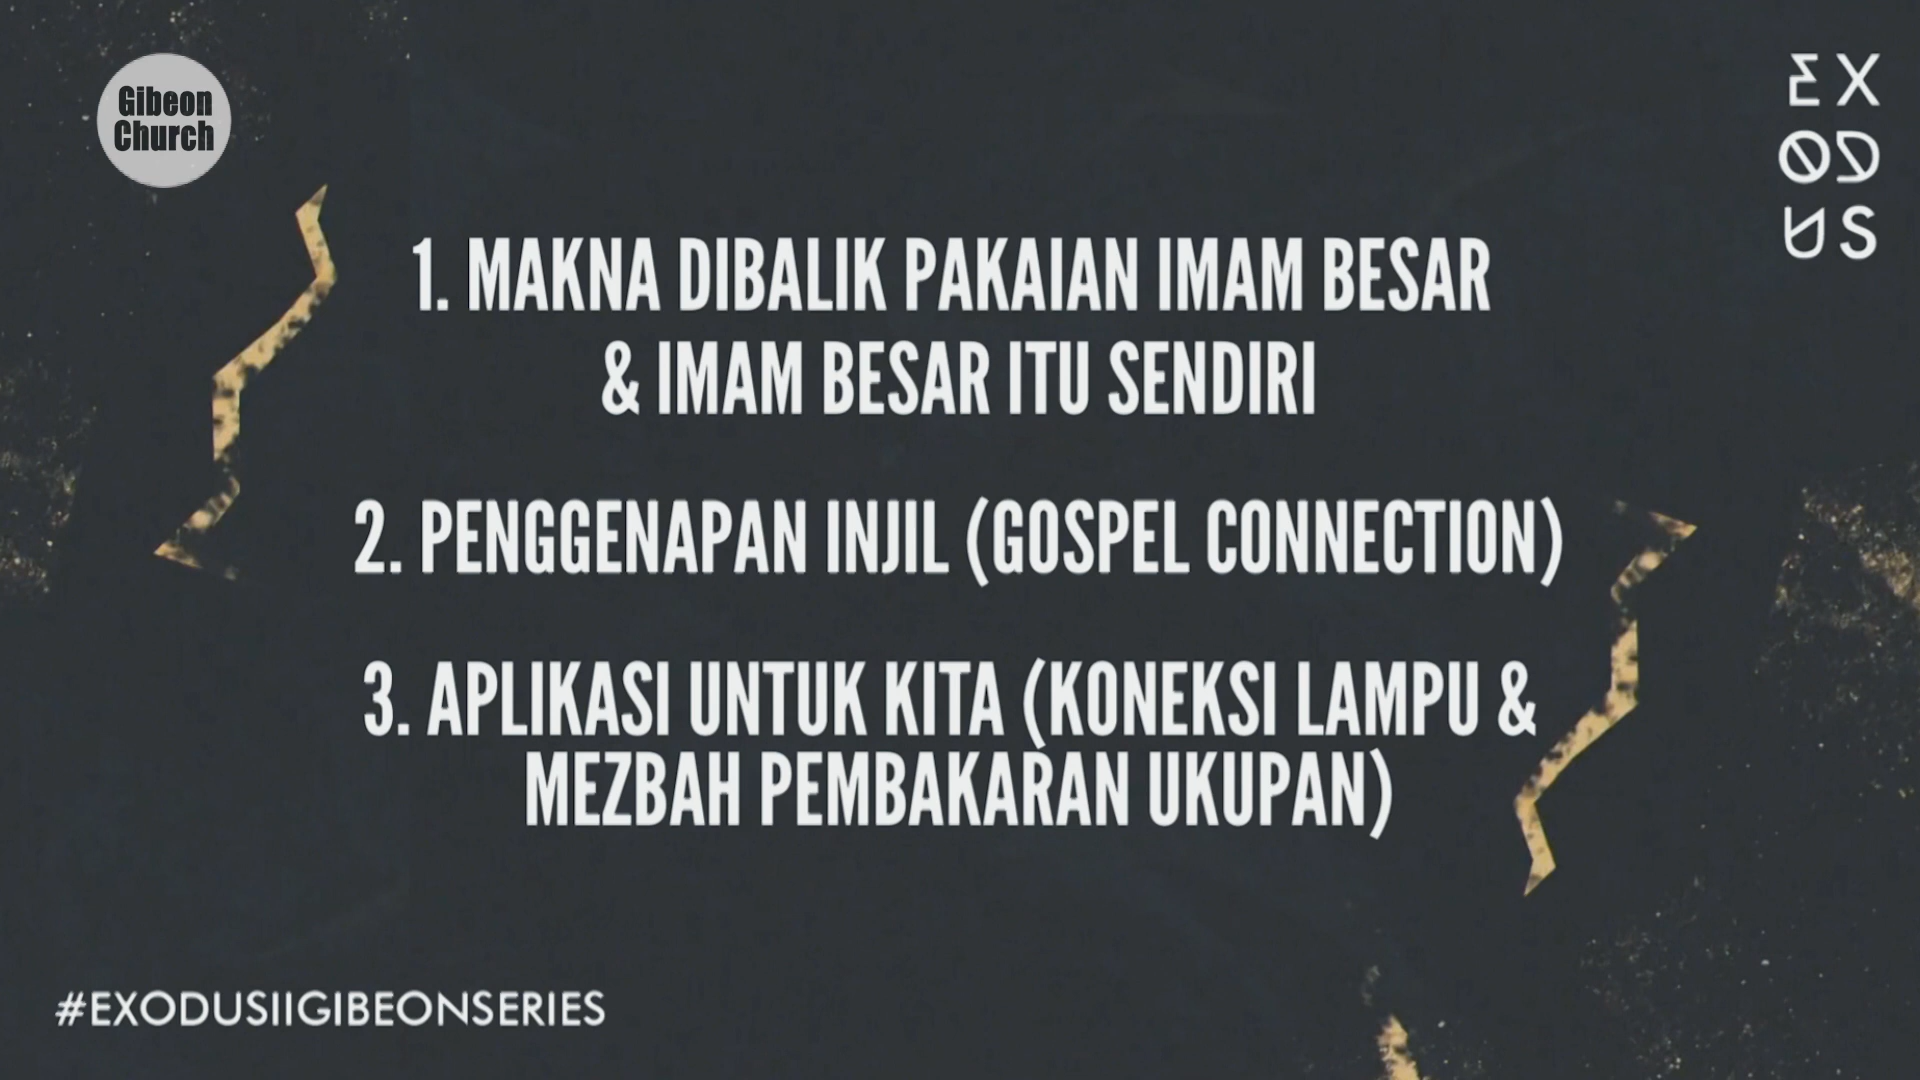 Gibeon
Church
EX
OD
US
1. MAKNA DIBALIK PAKAIAN IMAM BESAR
& IMAM BESAR ITU SENDIRI
2. PENGGENAPAN INJIL (GOSPEL CONNECTION)
3. APLIKASI UNTUK KITA (KONEKSI LAMPU &
MEZBAH PEMBAKARAN UKUPAN)
#EXODUSIIGIBEONSERIES